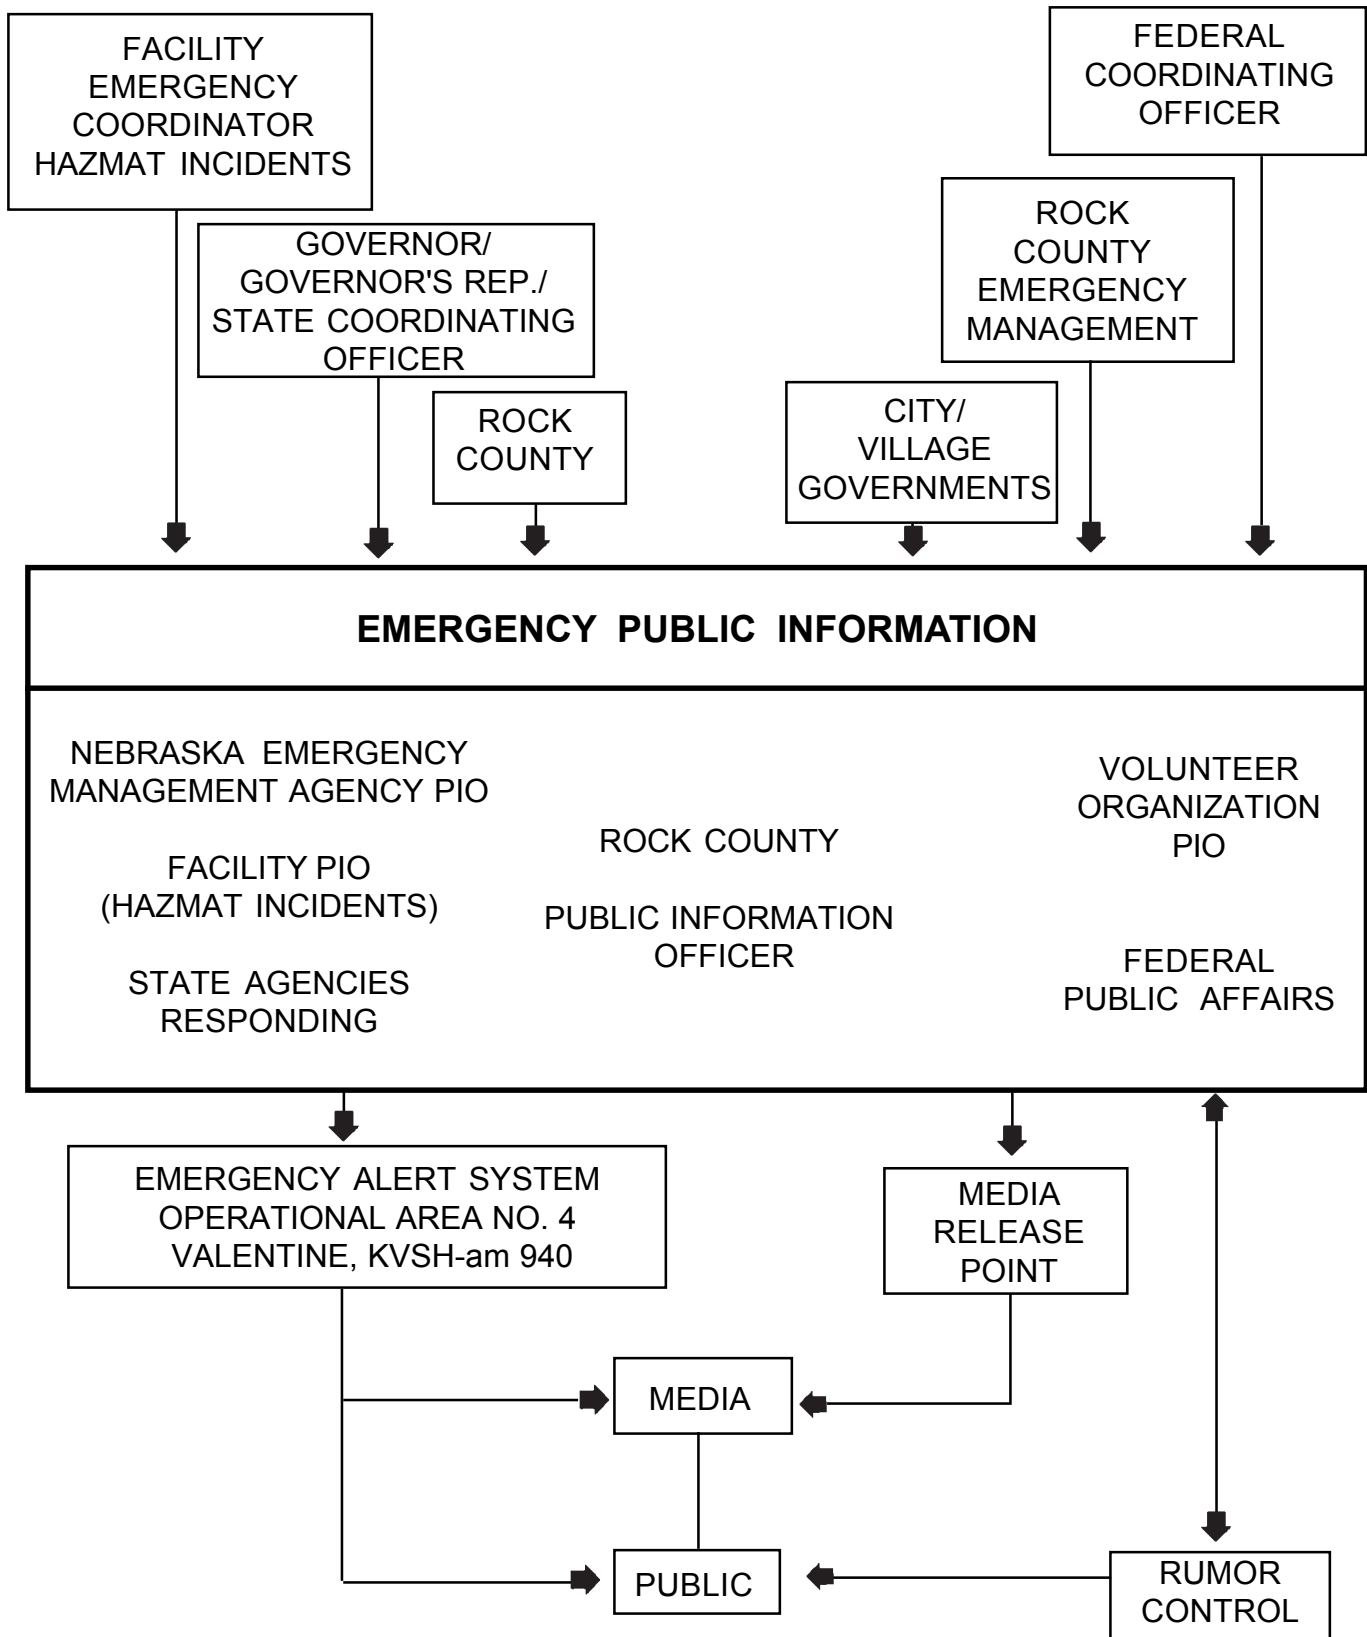 FACILITY
EMERGENCY
COORDINATOR
HAZMAT INCIDENTS
FEDERAL
COORDINATING
OFFICER
GOVERNOR/
GOVERNOR'S REP./
STATE COORDINATING
OFFICER
ROCK
COUNTY
EMERGENCY
MANAGEMENT
ROCK
COUNTY
CITY/
VILLAGE
GOVERNMENTS
EMERGENCY PUBLIC INFORMATION
NEBRASKA EMERGENCY
MANAGEMENT AGENCY PIO
FACILITY PIO
(HAZMAT INCIDENTS)
STATE AGENCIES
RESPONDING
ROCK COUNTY
PUBLIC INFORMATION
OFFICER
VOLUNTEER
ORGANIZATION
PIO
FEDERAL
PUBLIC AFFAIRS
EMERGENCY ALERT SYSTEM
OPERATIONAL AREA NO. 4
VALENTINE, KVSH-am 940
MEDIA
RELEASE
POINT
MEDIA
PUBLIC
RUMOR
CONTROL